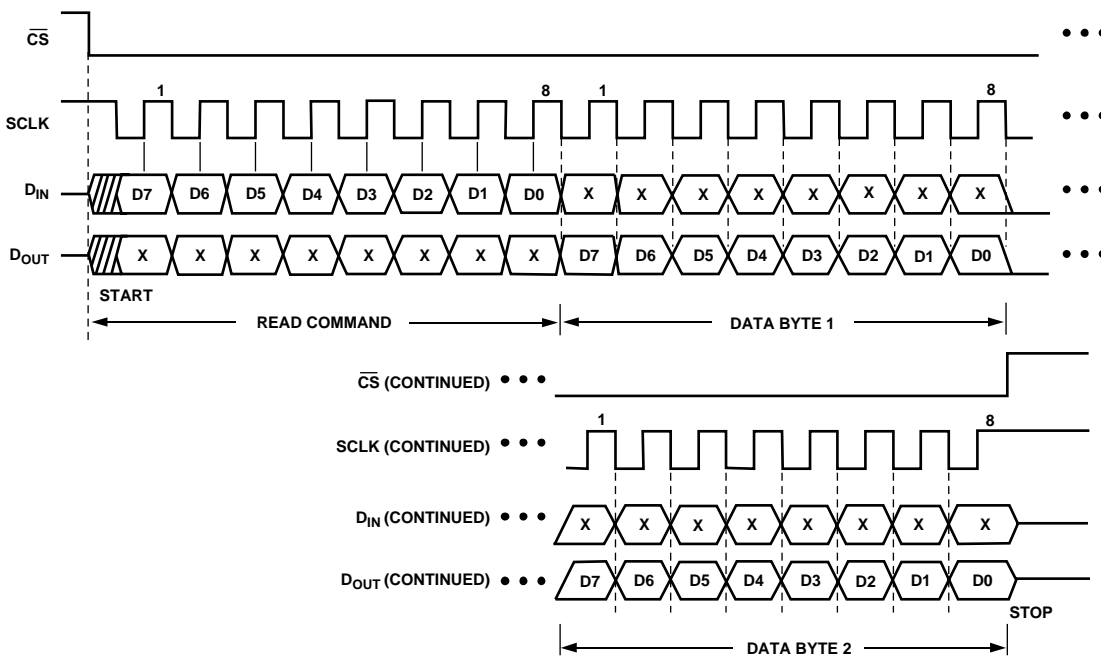 CS
1 8 1 8
SCLK
DIN D7 D6 D5 D4 D3 D2 D1 D0 X X X X X X X X
DOUT X X X X X X X X D7 D6 D5 D4 D3 D2 D1 D0
START
READ COMMAND DATA BYTE 1
CS (CONTINUED)
1 8
SCLK (CONTINUED)
DIN (CONTINUED) X X X X X X X X
DOUT (CONTINUED) D7 D6 D5 D4 D3 D2 D1 D0
STOP
DATA BYTE 2